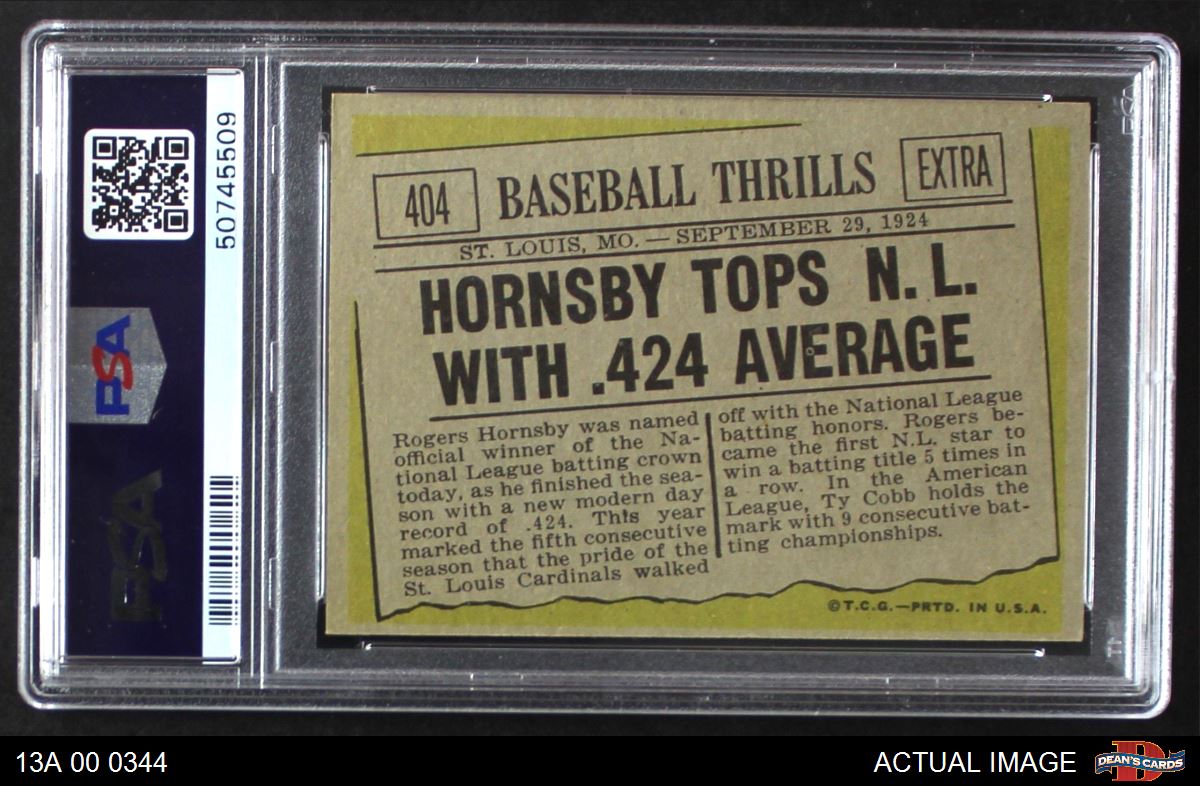 50745509
PSA
PSA
404
BASEBALL THRILLS
EXTRA
ST. LOUIS, MO. — SEPTEMBER 29, 1924
HORNSBY TOPS N. L.
WITH .424 AVERAGE
Rogers Hornsby was named
official winner of the Na-
tional League batting crown
today, as he finished the sea-
son with a new modern day
record of .424. This year
marked the fifth consecutive
season that the pride of the
St. Louis Cardinals walked
off with the National League
batting honors. Rogers be-
came the first N.L. star to
win a batting title 5 times in
a row. In the American
League, Ty Cobb holds the
mark with 9 consecutive bat-
ting championships.
©T.C.G.—PRTD. IN U.S.A.
PSA
13A 00 0344
ACTUAL IMAGE
D
DEAN'S CARDS